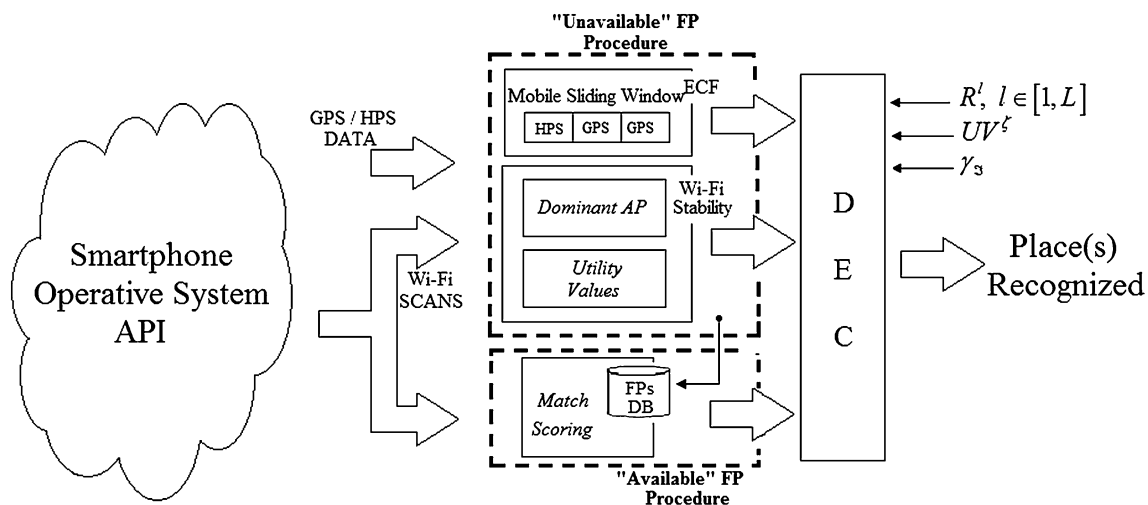 "Unavailable" FP
Procedure
Mobile Sliding Window
ECF
HPS GPS GPS
GPS / HPS
DATA
Dominant AP
Wi-Fi
Stability
Utility
Values
Wi-Fi
SCANS
Smartphone
Operative System
API
Match
Scoring
FPs
DB
"Available" FP
Procedure
D
E
C
R^l, l ∈ [1, L]
UV^ζ
Place(s)
Recognized